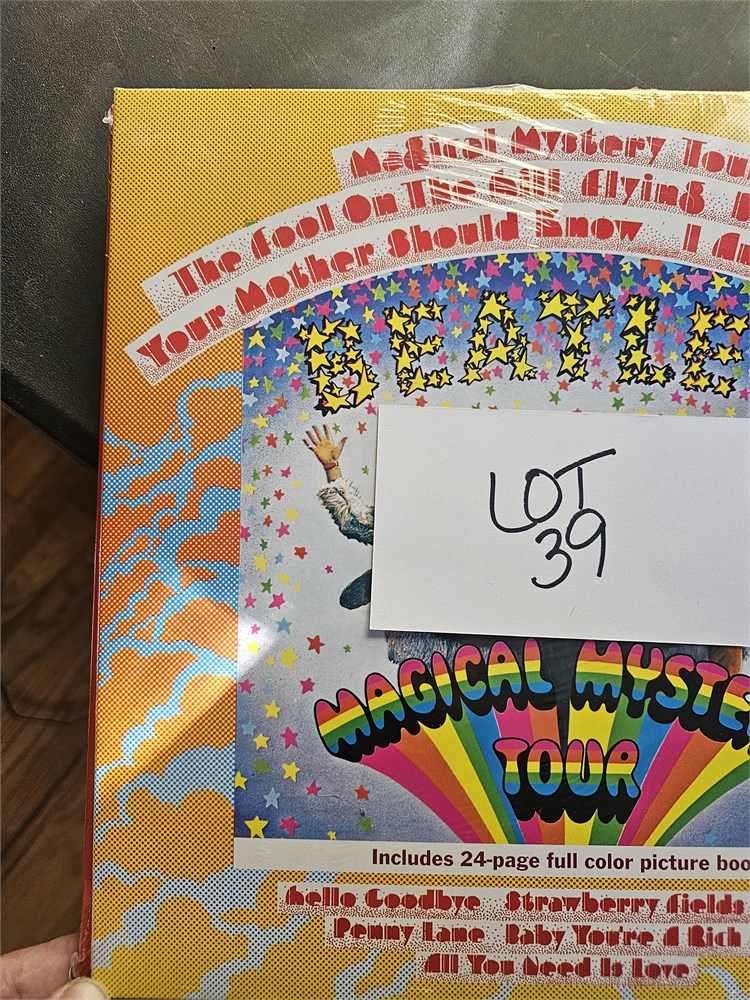 Magical Mystery Tou
The Fool On The Hill Flying
Your Mother Should Know I A
BEATLE
LOT
39
MAGICAL MYSTE
TOUR
Includes 24-page full color picture boo
Hello Goodbye Strawberry Fields
Penny Lane Baby You're A Rich
All You Need Is Love